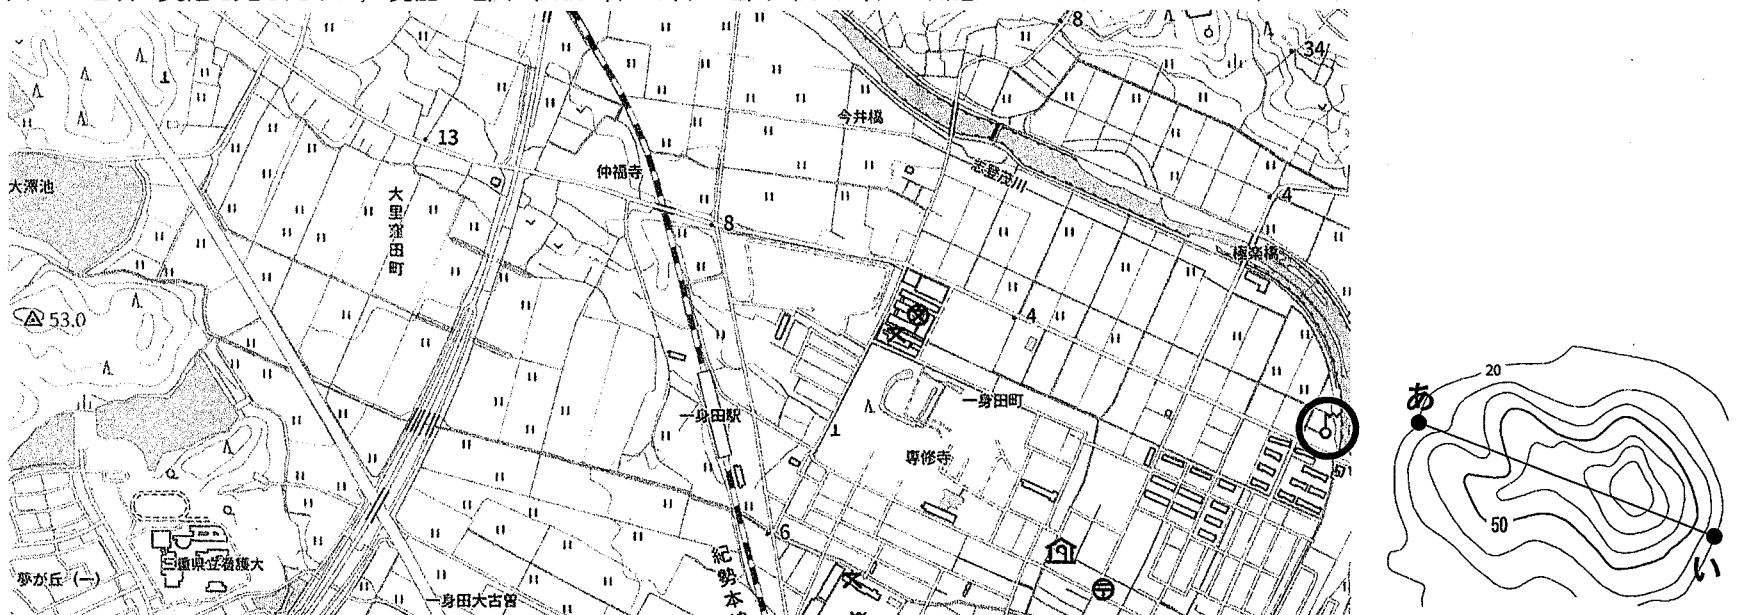 8
34
今井橋
13
仲福寺
志登茂川
大沢池
大里窪田町
4
8
極楽橋
53.0
4
20
あ
一身田町
一身田駅
専修寺
50
6
い
三重県立看護大
夢が丘(一)
紀勢本線
一身田大古曽